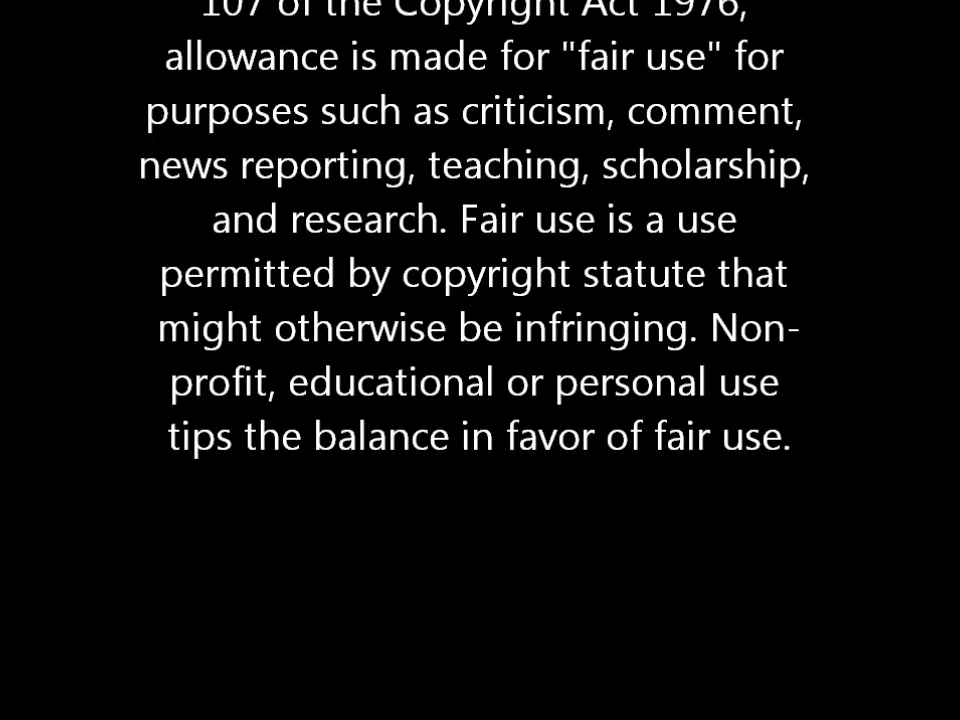 107 of the Copyright Act 1976,
allowance is made for "fair use" for
purposes such as criticism, comment,
news reporting, teaching, scholarship,
and research. Fair use is a use
permitted by copyright statute that
might otherwise be infringing. Non-
profit, educational or personal use
tips the balance in favor of fair use.